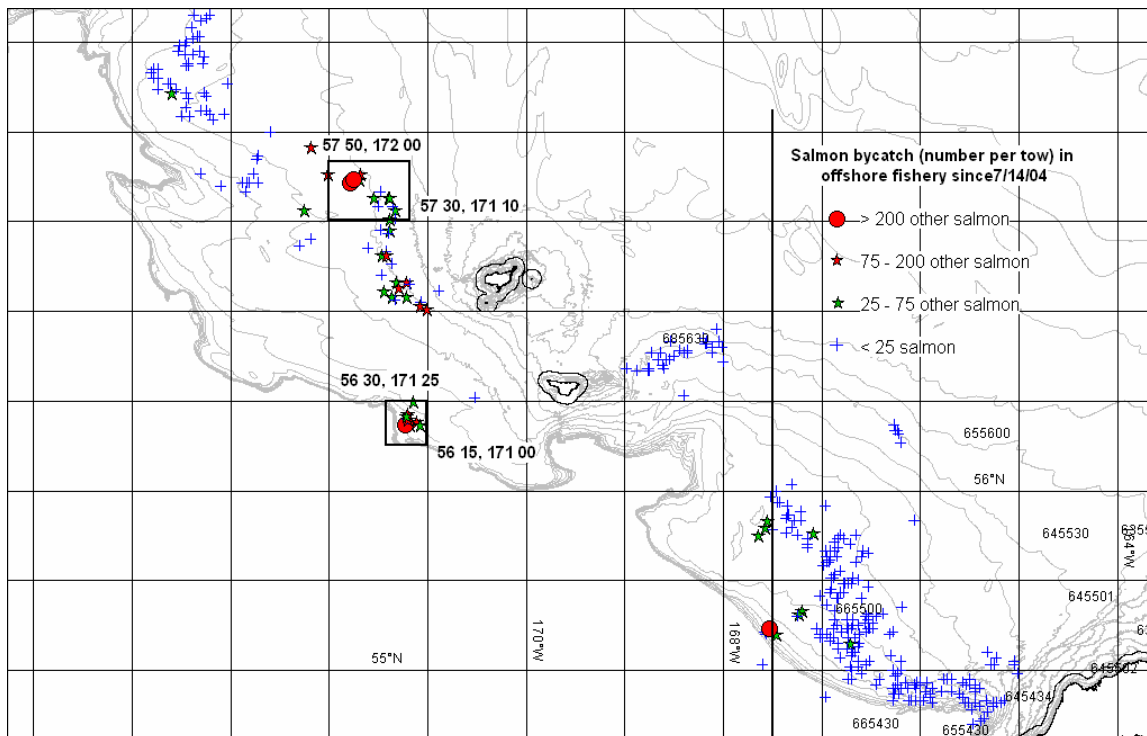 57 50, 172 00
Salmon bycatch (number per tow) in
offshore fishery since7/14/04
57 30, 171 10
> 200 other salmon
75 - 200 other salmon
25 - 75 other salmon
< 25 salmon
56 30, 171 25
56 15, 171 00
655600
56°N
645530
164°W
645501
665500
170°W
168°W
55°N
645502
645434
665430
655430